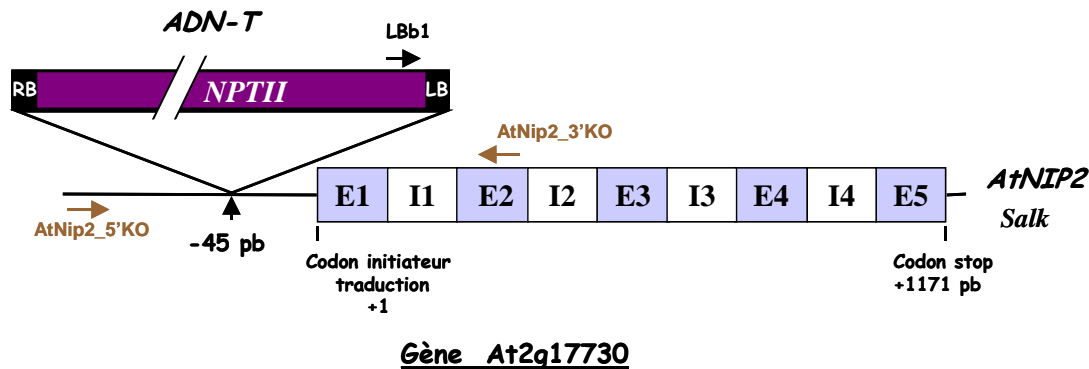 ADN-T
LBb1
RB NPTII LB
AtNip2_3’KO
E1 I1 E2 I2 E3 I3 E4 I4 E5
AtNIP2
Salk
AtNip2_5’KO
-45 pb
Codon initiateur
traduction
+1
Codon stop
+1171 pb
Gène At2g17730